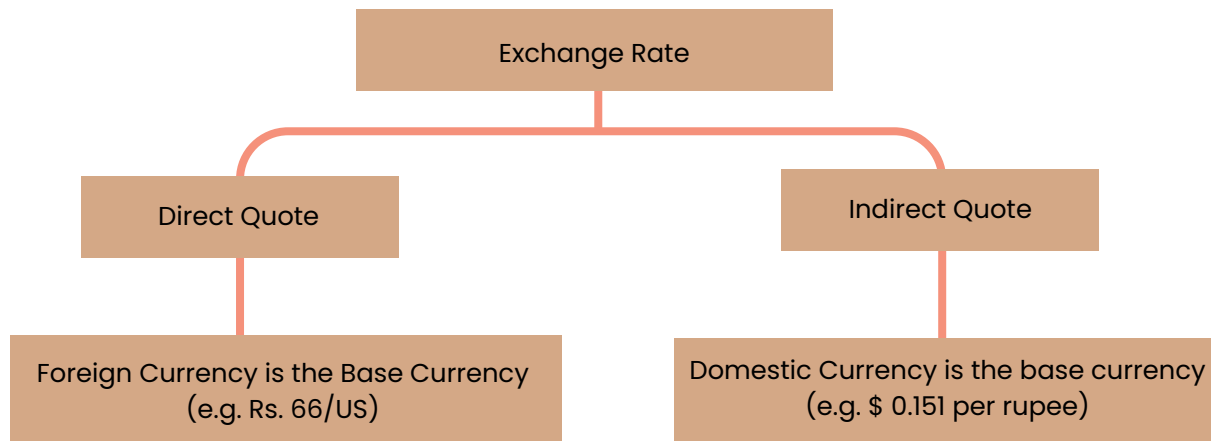 Exchange Rate
Direct Quote
Indirect Quote
Foreign Currency is the Base Currency
(e.g. Rs. 66/US)
Domestic Currency is the base currency
(e.g. $ 0.151 per rupee)